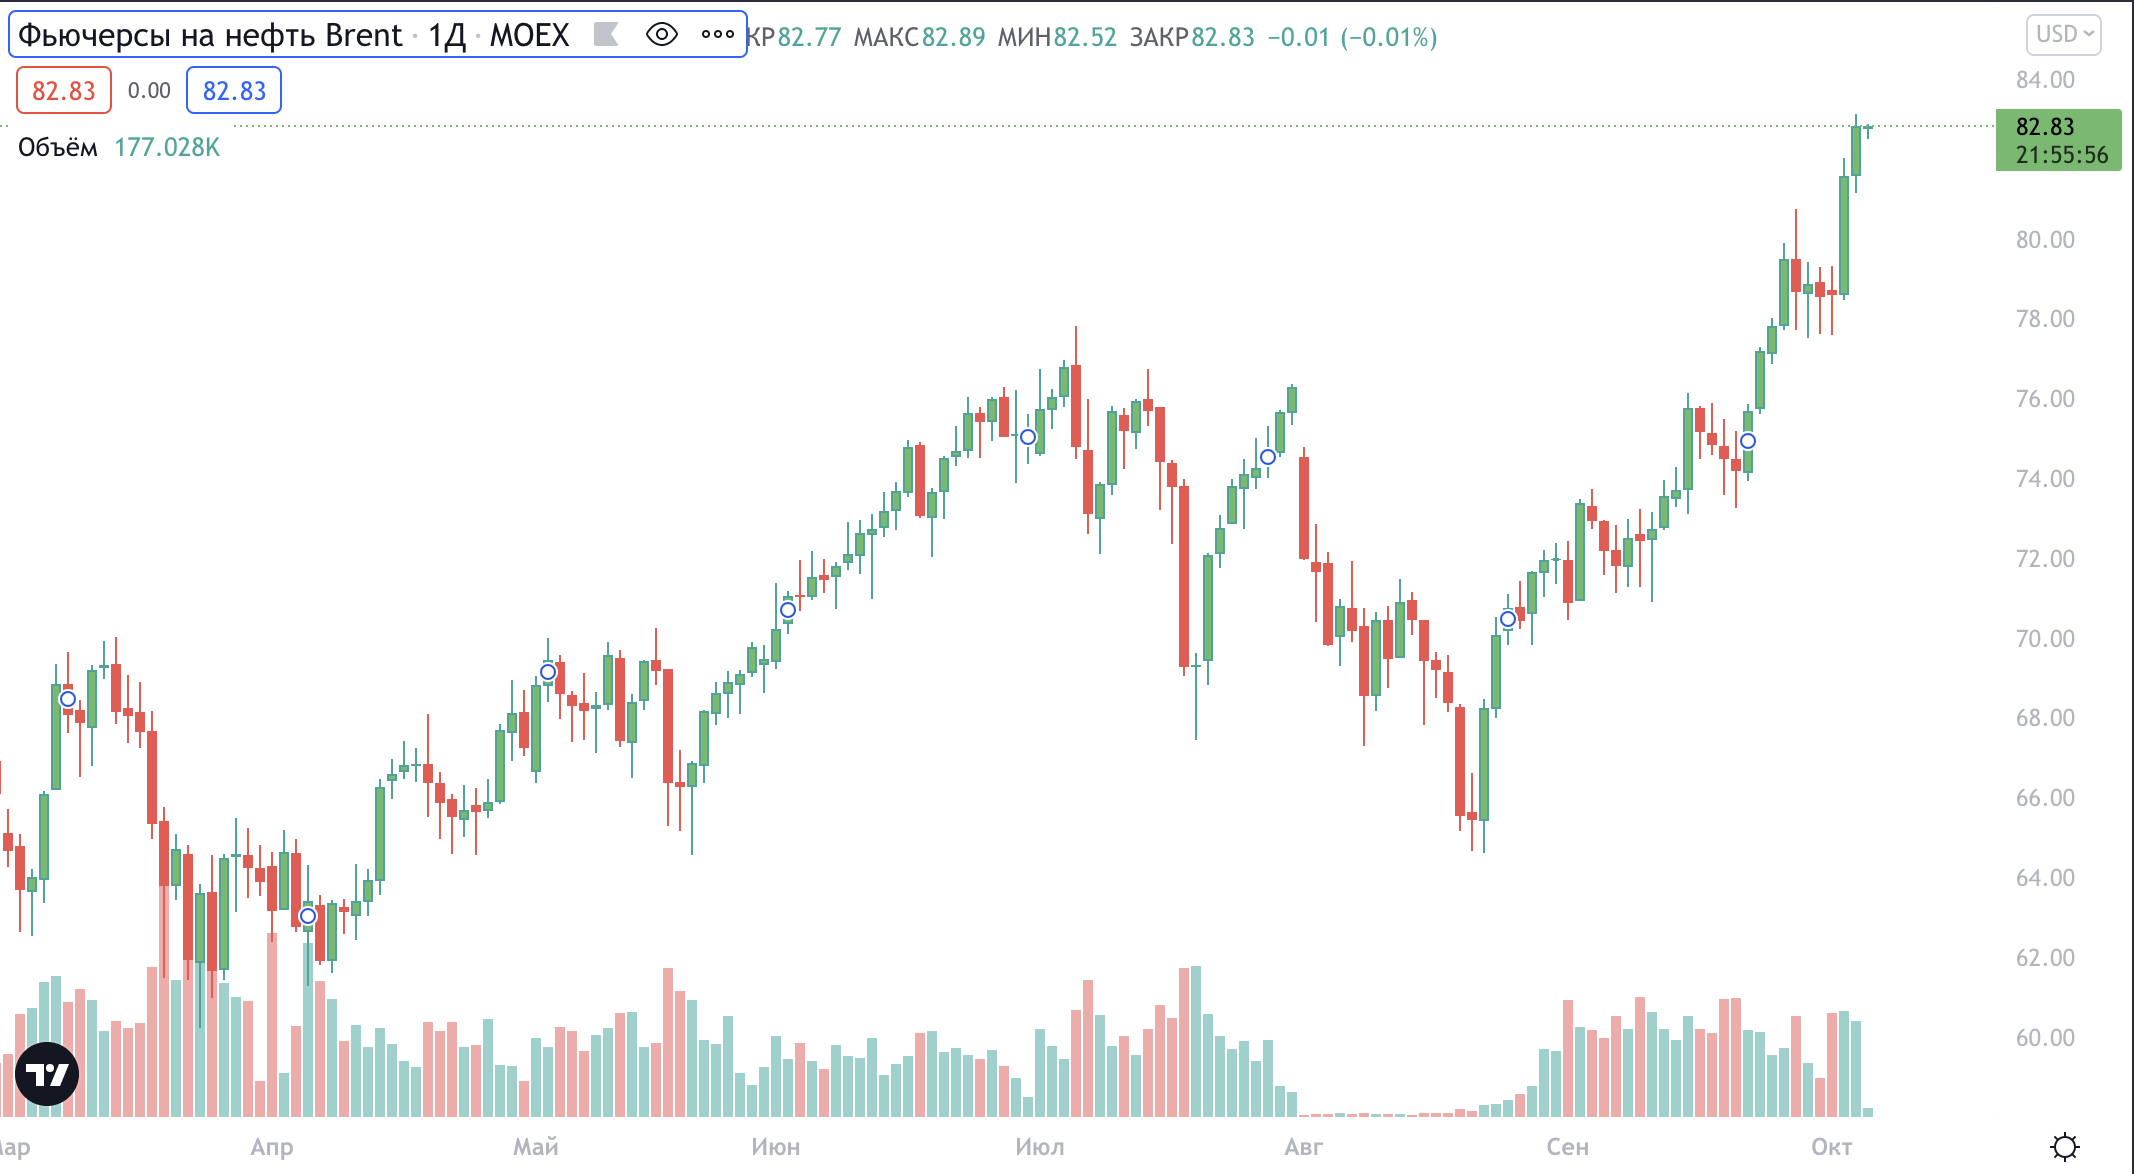 Фьючерсы на нефть Brent · 1Д · MOEX КР82.77 МАКС82.89 МИН82.52 ЗАКР82.83 −0.01 (−0.01%)
USD
82.83 0.00 82.83
Объём 177.028K
84.00
82.83
21:55:56
80.00
78.00
76.00
74.00
72.00
70.00
68.00
66.00
64.00
62.00
60.00
Апр Май Июн Июл Авг Сен Окт